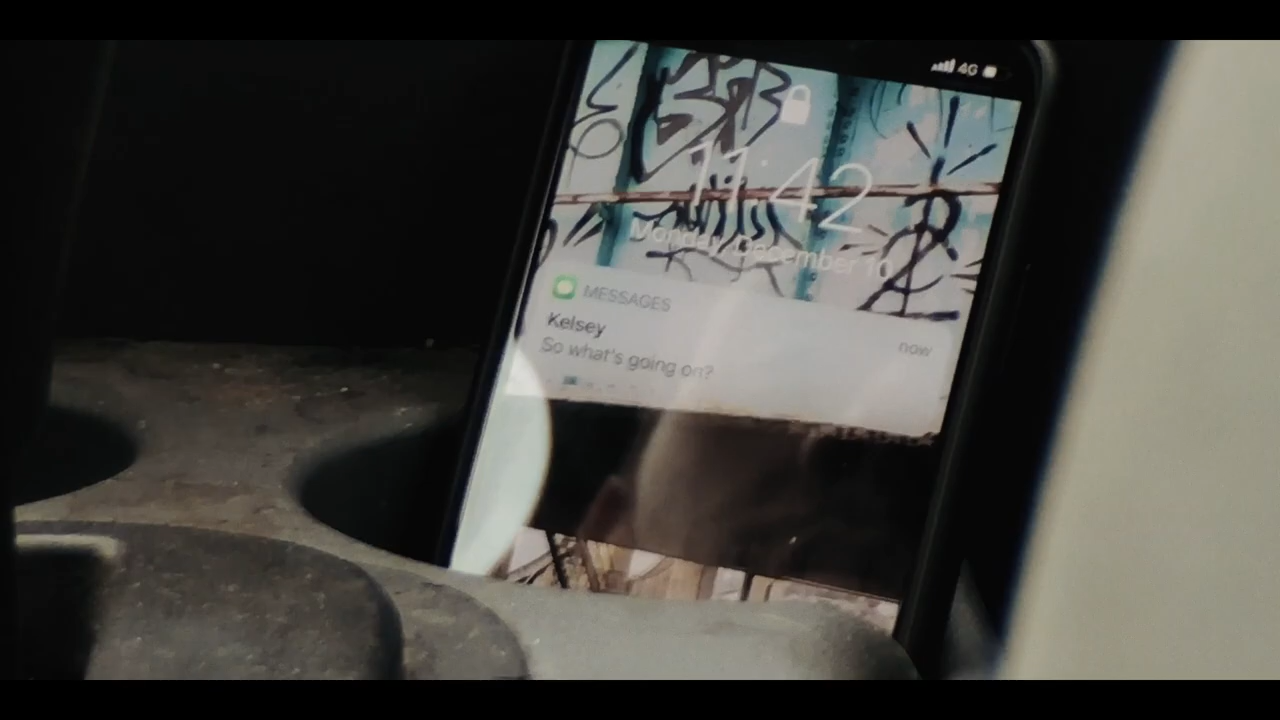 4G
11:42
Monday, December 10
MESSAGES
Kelsey
now
So what's going on?